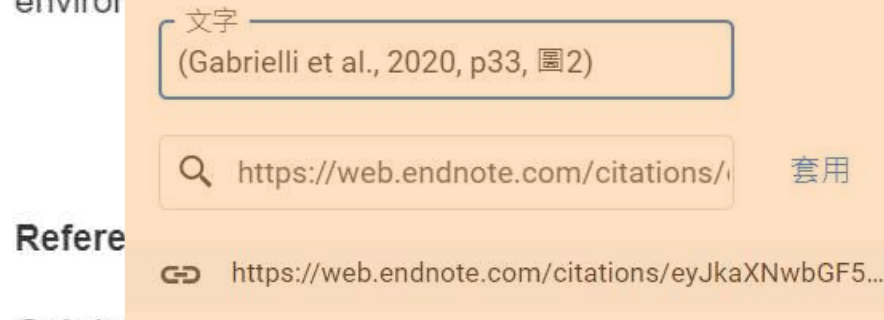 environ
文字
(Gabrielli et al., 2020, p33, 圖2)
https://web.endnote.com/citations/
套用
Refere
https://web.endnote.com/citations/eyJkaXNwbGF5...